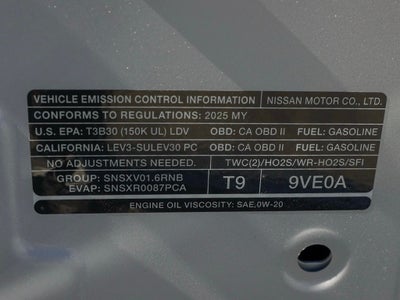 VEHICLE EMISSION CONTROL INFORMATION NISSAN MOTOR CO., LTD.
CONFORMS TO REGULATIONS: 2025 MY
U.S. EPA: T3B30 (150K UL) LDV OBD: CA OBD II FUEL: GASOLINE
CALIFORNIA: LEV3-SULEV30 PC OBD: CA OBD II FUEL: GASOLINE
NO ADJUSTMENTS NEEDED. TWC(2)/HO2S/WR-HO2S/SFI
GROUP: SNSXV01.6RNB
EVAP: SNSXR0087PCA
T9 9VE0A
ENGINE OIL VISCOSITY: SAE,0W-20